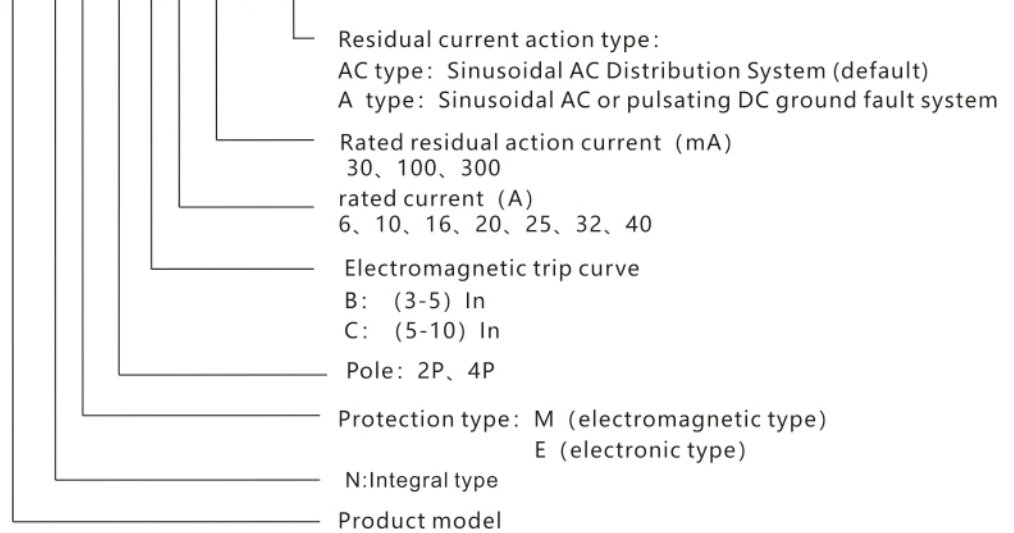 Residual current action type:
AC type: Sinusoidal AC Distribution System (default)
A type: Sinusoidal AC or pulsating DC ground fault system
Rated residual action current (mA)
30、100、300
rated current (A)
6、10、16、20、25、32、40
Electromagnetic trip curve
B: (3-5) In
C: (5-10) In
Pole: 2P、4P
Protection type: M (electromagnetic type)
E (electronic type)
N:Integral type
Product model